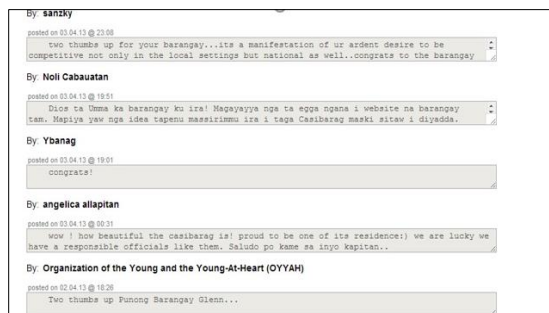 By: sanzky
posted on 03.04.13 @ 23:08
two thumbs up for your barangay...its a manifestation of ur ardent desire to be
competitive not only in the local settings but national as well..congrats to the barangay
By: Noli Cabauatan
posted on 03.04.13 @ 19:51
Dios ta Umma ka barangay ku ira! Magayayya nga ta egga ngana i website na barangay
tam. Mapiya yaw nga idea tapenu massirimmu ira i taga Casibarag maski sitaw i diyadda.
By: Ybanag
posted on 03.04.13 @ 19:01
congrats!
By: angelica allapitan
posted on 03.04.13 @ 00:31
wow ! how beautiful the casibarag is! proud to be one of its residence:) we are lucky we
have a responsible officials like them. Saludo po kame sa inyo kapitan..
By: Organization of the Young and the Young-At-Heart (OYYAH)
posted on 02.04.13 @ 18:26
Two thumbs up Punong Barangay Glenn...